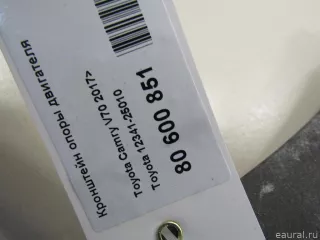 Кронштейн опоры двигателя
Toyota Camry V70 2017>
Toyota 12341-25010
80 600 851
eaural.ru